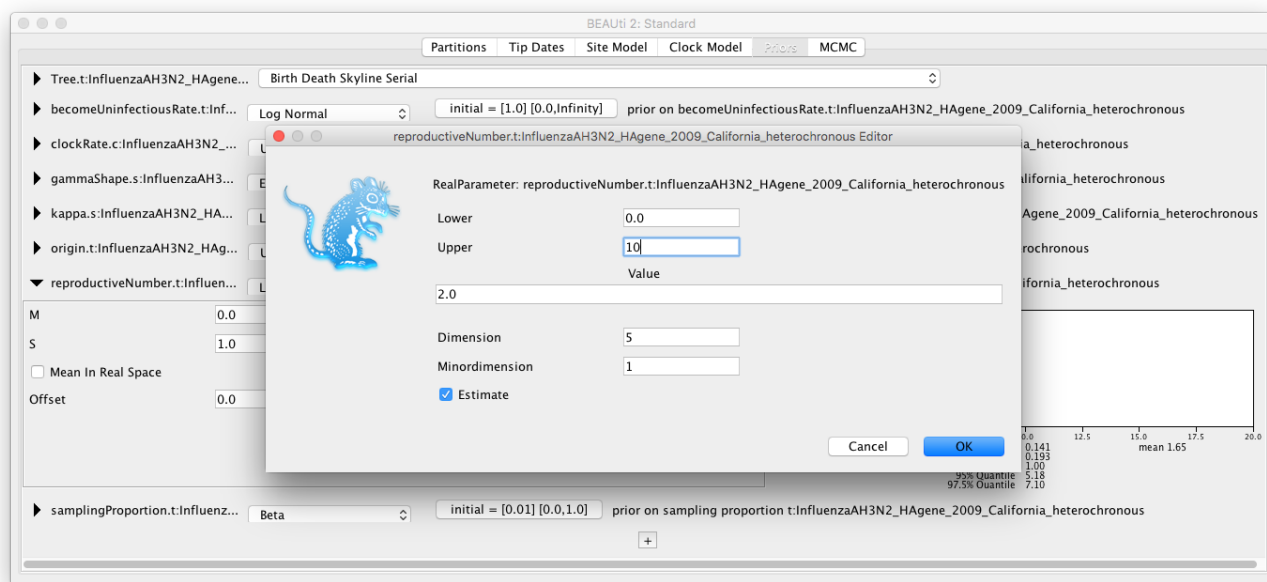 BEAUti 2: Standard
Partitions Tip Dates Site Model Clock Model Priors MCMC
Tree.t:InfluenzaAH3N2_HAgene... Birth Death Skyline Serial
becomeUninfectiousRate.t:Inf... Log Normal initial = [1.0] [0.0,Infinity] prior on becomeUninfectiousRate.t:InfluenzaAH3N2_HAgene_2009_California_heterochronous
reproductiveNumber.t:InfluenzaAH3N2_HAgene_2009_California_heterochronous Editor
clockRate.c:InfluenzaAH3N2_... ia_heterochronous
gammaShape.s:InfluenzaAH3... E alifornia_heterochronous
RealParameter: reproductiveNumber.t:InfluenzaAH3N2_HAgene_2009_California_heterochronous
kappa.s:InfluenzaAH3N2_HA... L Agene_2009_California_heterochronous
Lower 0.0
origin.t:InfluenzaAH3N2_HAg... ronous
Upper 10
Value
reproductiveNumber.t:Influen... L ifornia_heterochronous
2.0
M 0.0
S 1.0
Dimension 5
Minordimension 1
Mean In Real Space
Estimate
Offset 0.0
Cancel OK
12.5 15.0 17.5 20.0
0.141 mean 1.65
0.193
1.00
95% Quantile 5.18
97.5% Quantile 7.10
samplingProportion.t:Influenz... Beta initial = [0.01] [0.0,1.0] prior on sampling proportion t:InfluenzaAH3N2_HAgene_2009_California_heterochronous
+